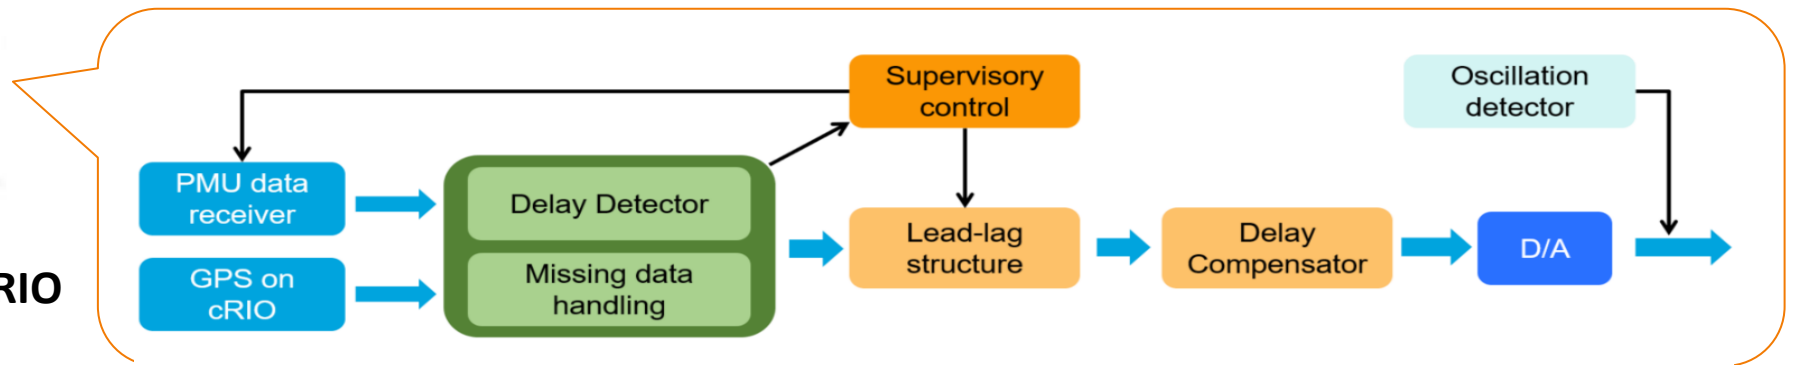 Supervisory
control
Oscillation
detector
PMU data
receiver
Delay Detector
Lead-lag
structure
Delay
Compensator
D/A
GPS on
cRIO
Missing data
handling
RIO